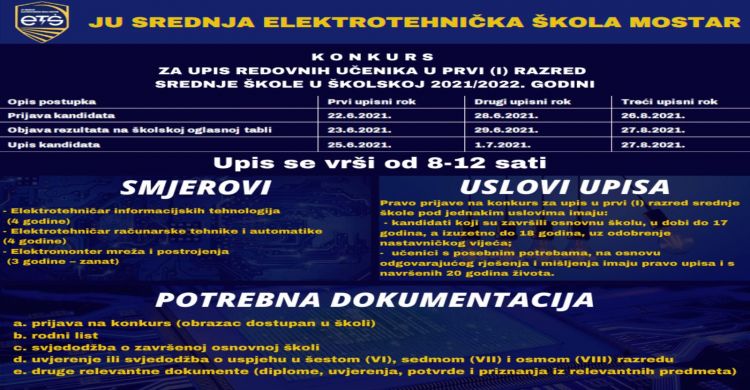 ETŠ
JU SREDNJA ELEKTROTEHNIČKA ŠKOLA MOSTAR
KONKURS
ZA UPIS REDOVNIH UČENIKA U PRVI (I) RAZRED
SREDNJE ŠKOLE U ŠKOLSKOJ 2021/2022. GODINI
Opis postupka Prvi upisni rok Drugi upisni rok Treći upisni rok
Prijava kandidata 22.6.2021. 28.6.2021. 26.8.2021.
Objava rezultata na školskoj oglasnoj tabli 23.6.2021. 29.6.2021. 27.8.2021.
Upis kandidata 25.6.2021. 1.7.2021. 27.8.2021.
Upis se vrši od 8-12 sati
SMJEROVI
- Elektrotehničar informacijskih tehnologija
(4 godine)
- Elektrotehničar računarske tehnike i automatike
(4 godine)
- Elektromonter mreža i postrojenja
(3 godine – zanat)
USLOVI UPISA
Pravo prijave na konkurs za upis u prvi (I) razred srednje
škole pod jednakim uslovima imaju:
- kandidati koji su završili osnovnu školu, u dobi do 17
godina, a izuzetno do 18 godina, uz odobrenje
nastavničkog vijeća;
- učenici s posebnim potrebama, na osnovu
odgovarajućeg rješenja i mišljenja imaju pravo upisa i s
navršenih 20 godina života.
POTREBNA DOKUMENTACIJA
a. prijava na konkurs (obrazac dostupan u školi)
b. rodni list
c. svjedodžba o završenoj osnovnoj školi
d. uvjerenje ili svjedodžba o uspjehu u šestom (VI), sedmom (VII) i osmom (VIII) razredu
e. druge relevantne dokumente (diplome, uvjerenja, potvrde i priznanja iz relevantnih predmeta)